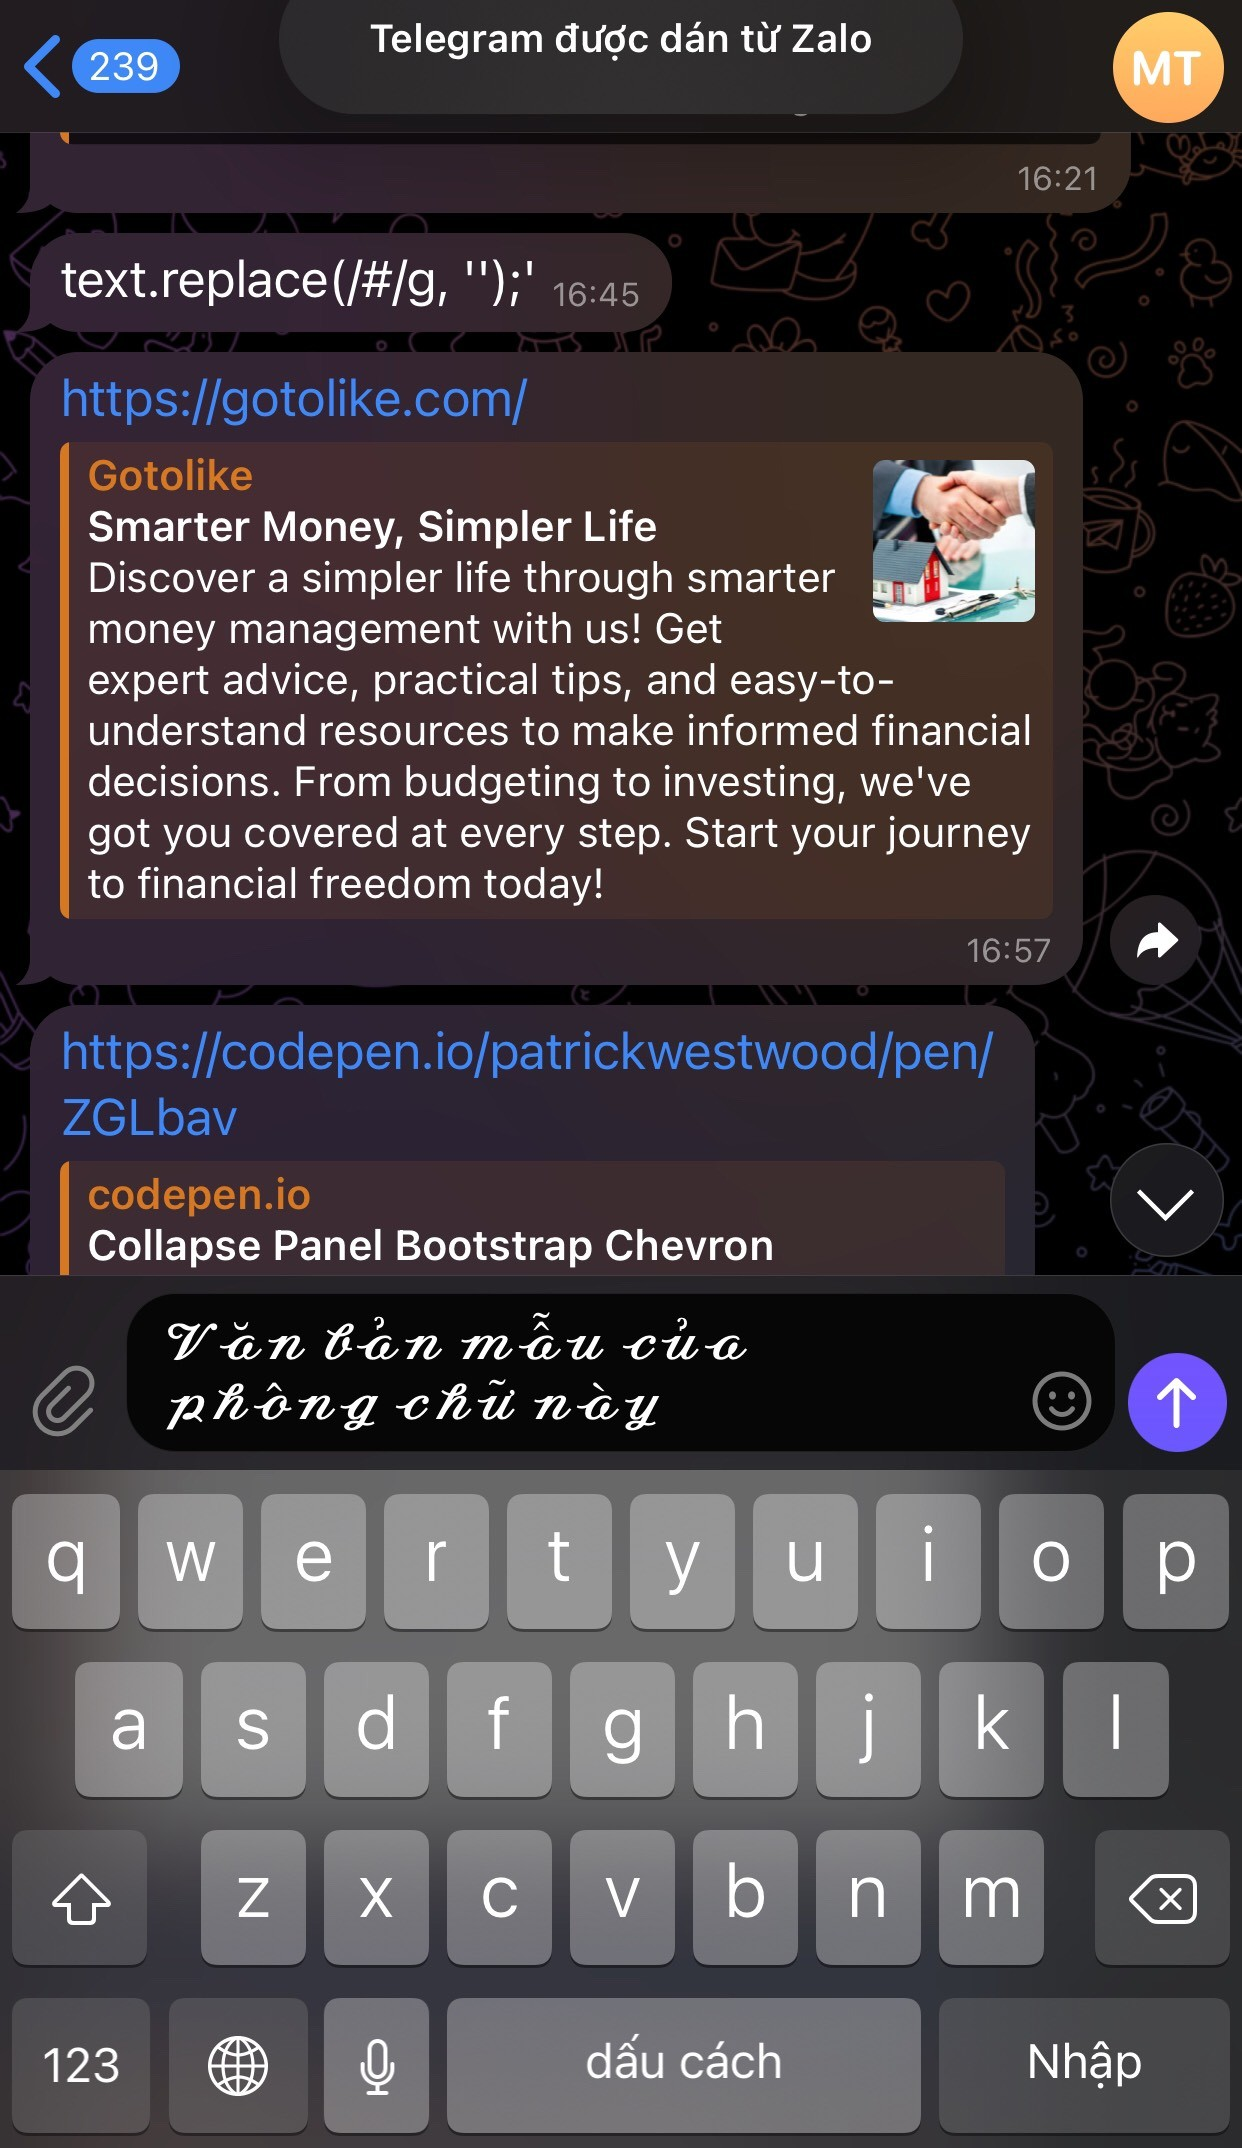 Telegram được dán từ Zalo
239
MT
16:21
text.replace(/#/g, '');'
16:45
https://gotolike.com/
Gotolike
Smarter Money, Simpler Life
Discover a simpler life through smarter
money management with us! Get
expert advice, practical tips, and easy-to-
understand resources to make informed financial
decisions. From budgeting to investing, we've
got you covered at every step. Start your journey
to financial freedom today!
16:57
https://codepen.io/patrickwestwood/pen/
ZGLbav
codepen.io
Collapse Panel Bootstrap Chevron
Văn bản mẫu của
phông chữ này
q w e r t y u i o p
a s d f g h j k l
z x c v b n m
123 dấu cách Nhập